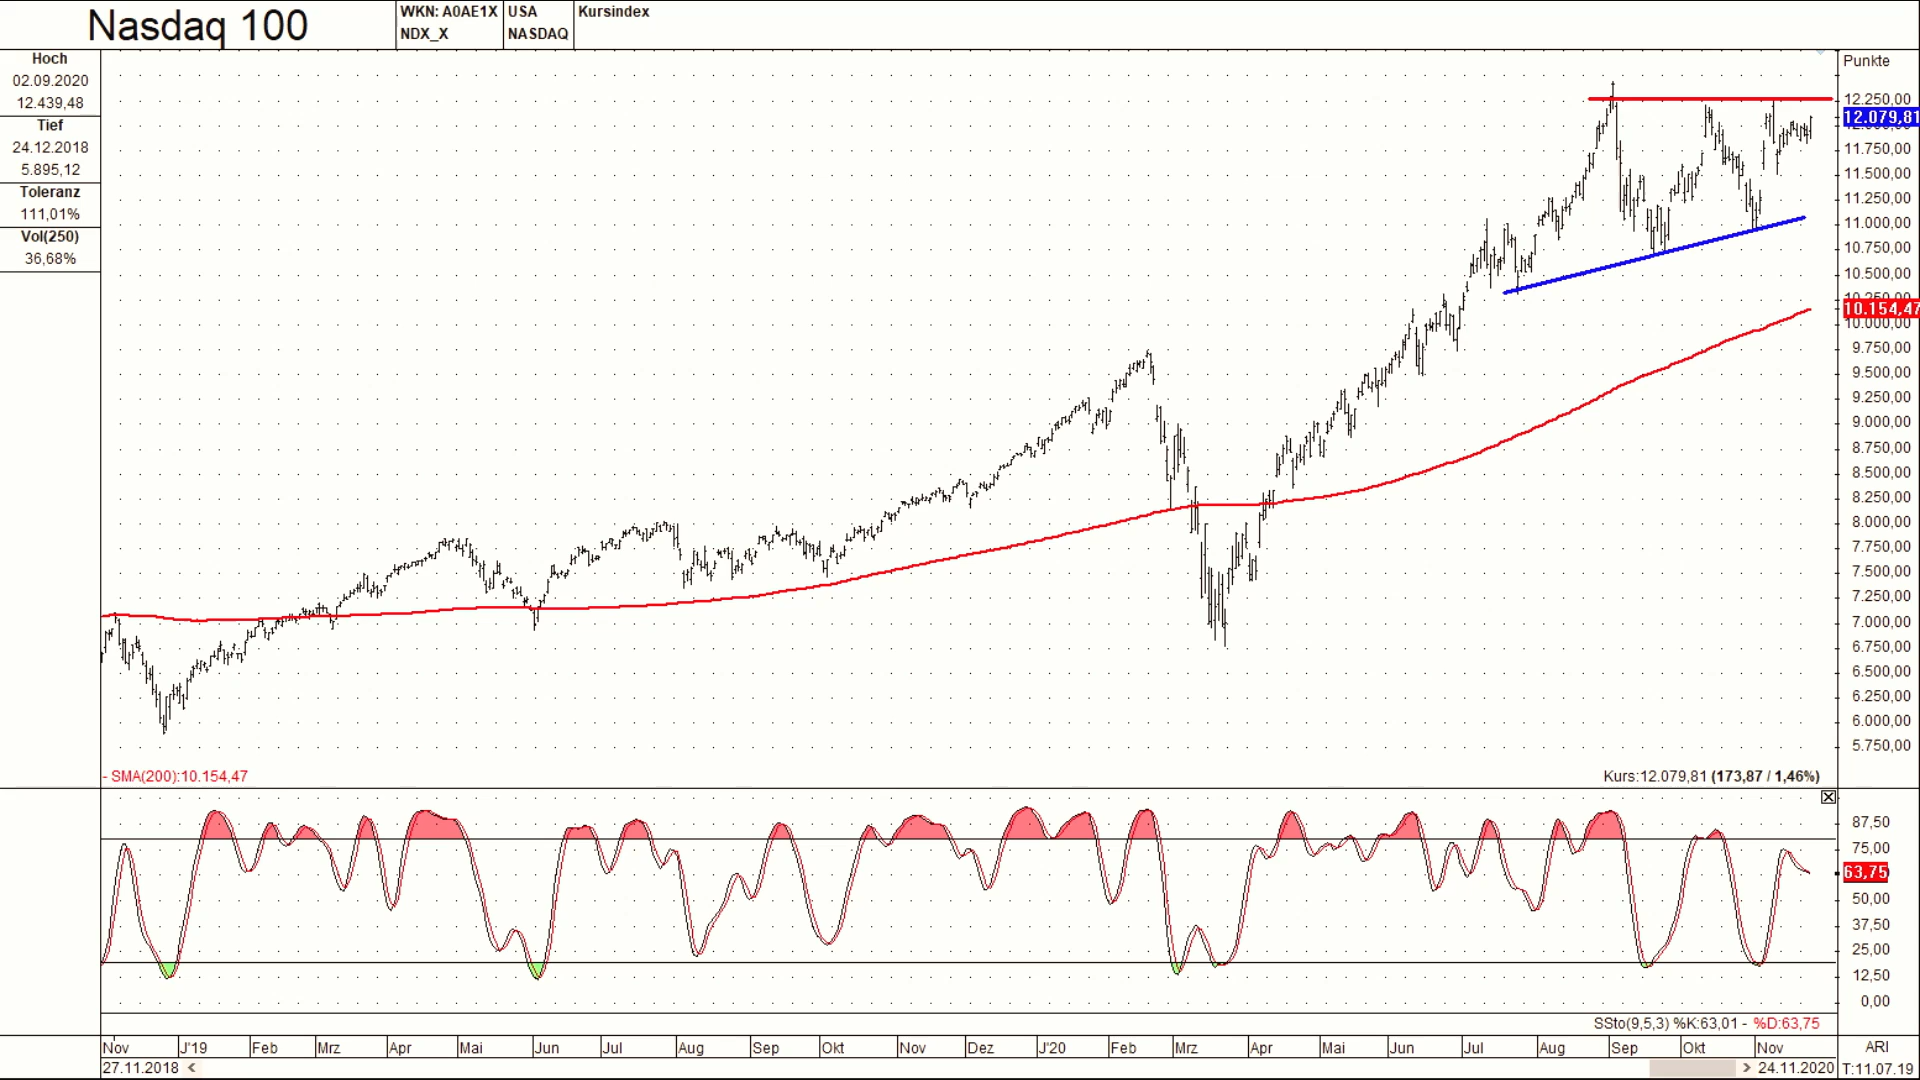 Nasdaq 100
WKN: A0AE1X
NDX_X
USA
NASDAQ
Kursindex
Hoch
02.09.2020
12.439,48
Tief
24.12.2018
5.895,12
Toleranz
111,01%
Vol(250)
36,68%
Punkte
12.250,00
12.079,81
12.000,00
11.750,00
11.500,00
11.250,00
11.000,00
10.750,00
10.500,00
10.250,00
10.154,47
10.000,00
9.750,00
9.500,00
9.250,00
9.000,00
8.750,00
8.500,00
8.250,00
8.000,00
7.750,00
7.500,00
7.250,00
7.000,00
6.750,00
6.500,00
6.250,00
6.000,00
5.750,00
- SMA(200):10.154,47
Kurs:12.079,81 (173,87 / 1,46%)
87,50
75,00
63,75
50,00
37,50
25,00
12,50
0,00
SSto(9,5,3) %K:63,01 - %D:63,75
Nov J'19 Feb Mrz Apr Mai Jun Jul Aug Sep Okt Nov Dez J'20 Feb Mrz Apr Mai Jun Jul Aug Sep Okt Nov ARI
27.11.2018 < > 24.11.2020 T:11.07.19